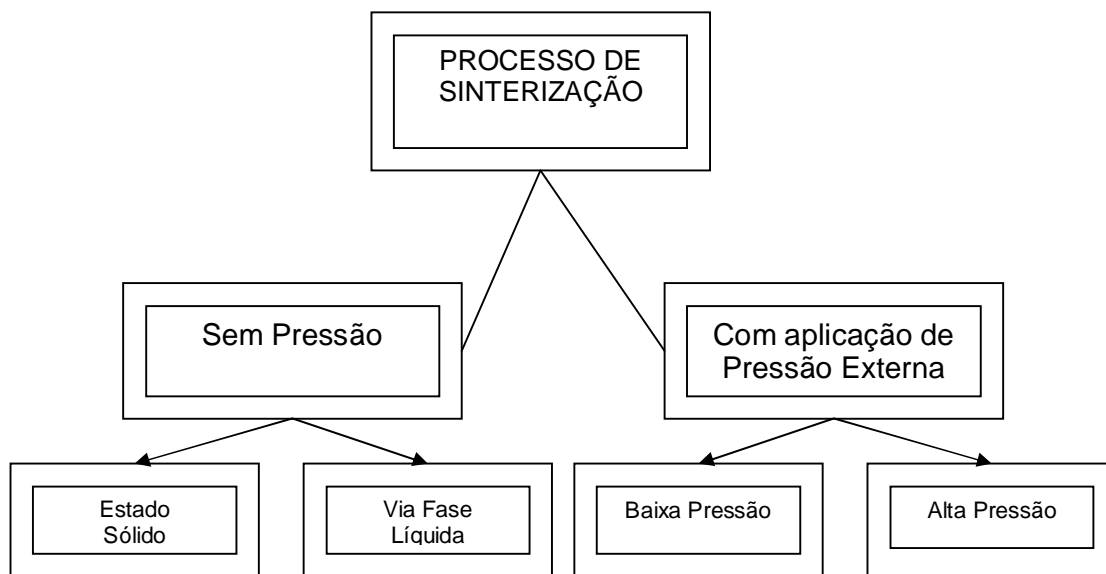 PROCESSO DE
SINTERIZAÇÃO
Sem Pressão
Com aplicação de
Pressão Externa
Estado
Sólido
Via Fase
Líquida
Baixa Pressão
Alta Pressão